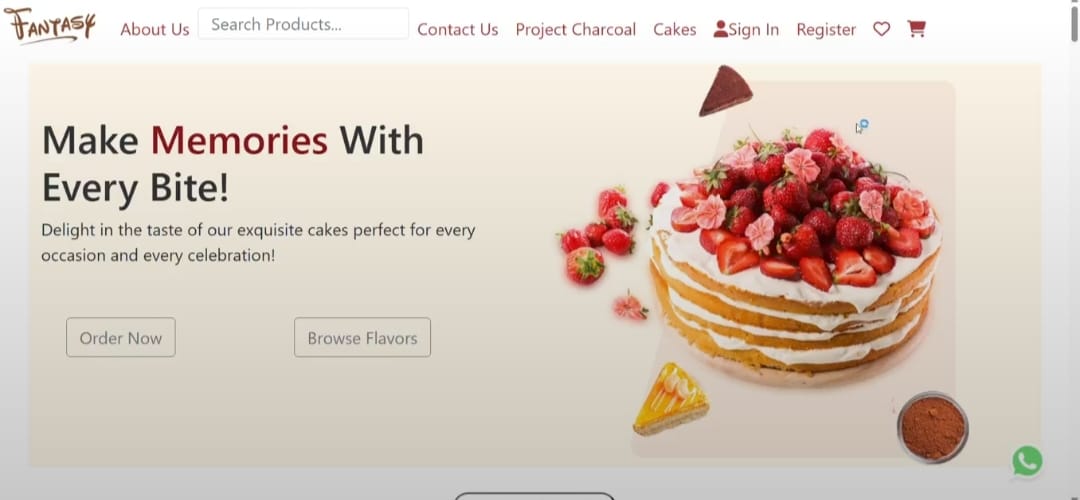 FANTASY
About Us
Search Products...
Contact Us
Project Charcoal
Cakes
Sign In
Register
Make Memories With
Every Bite!
Delight in the taste of our exquisite cakes perfect for every
occasion and every celebration!
Order Now
Browse Flavors